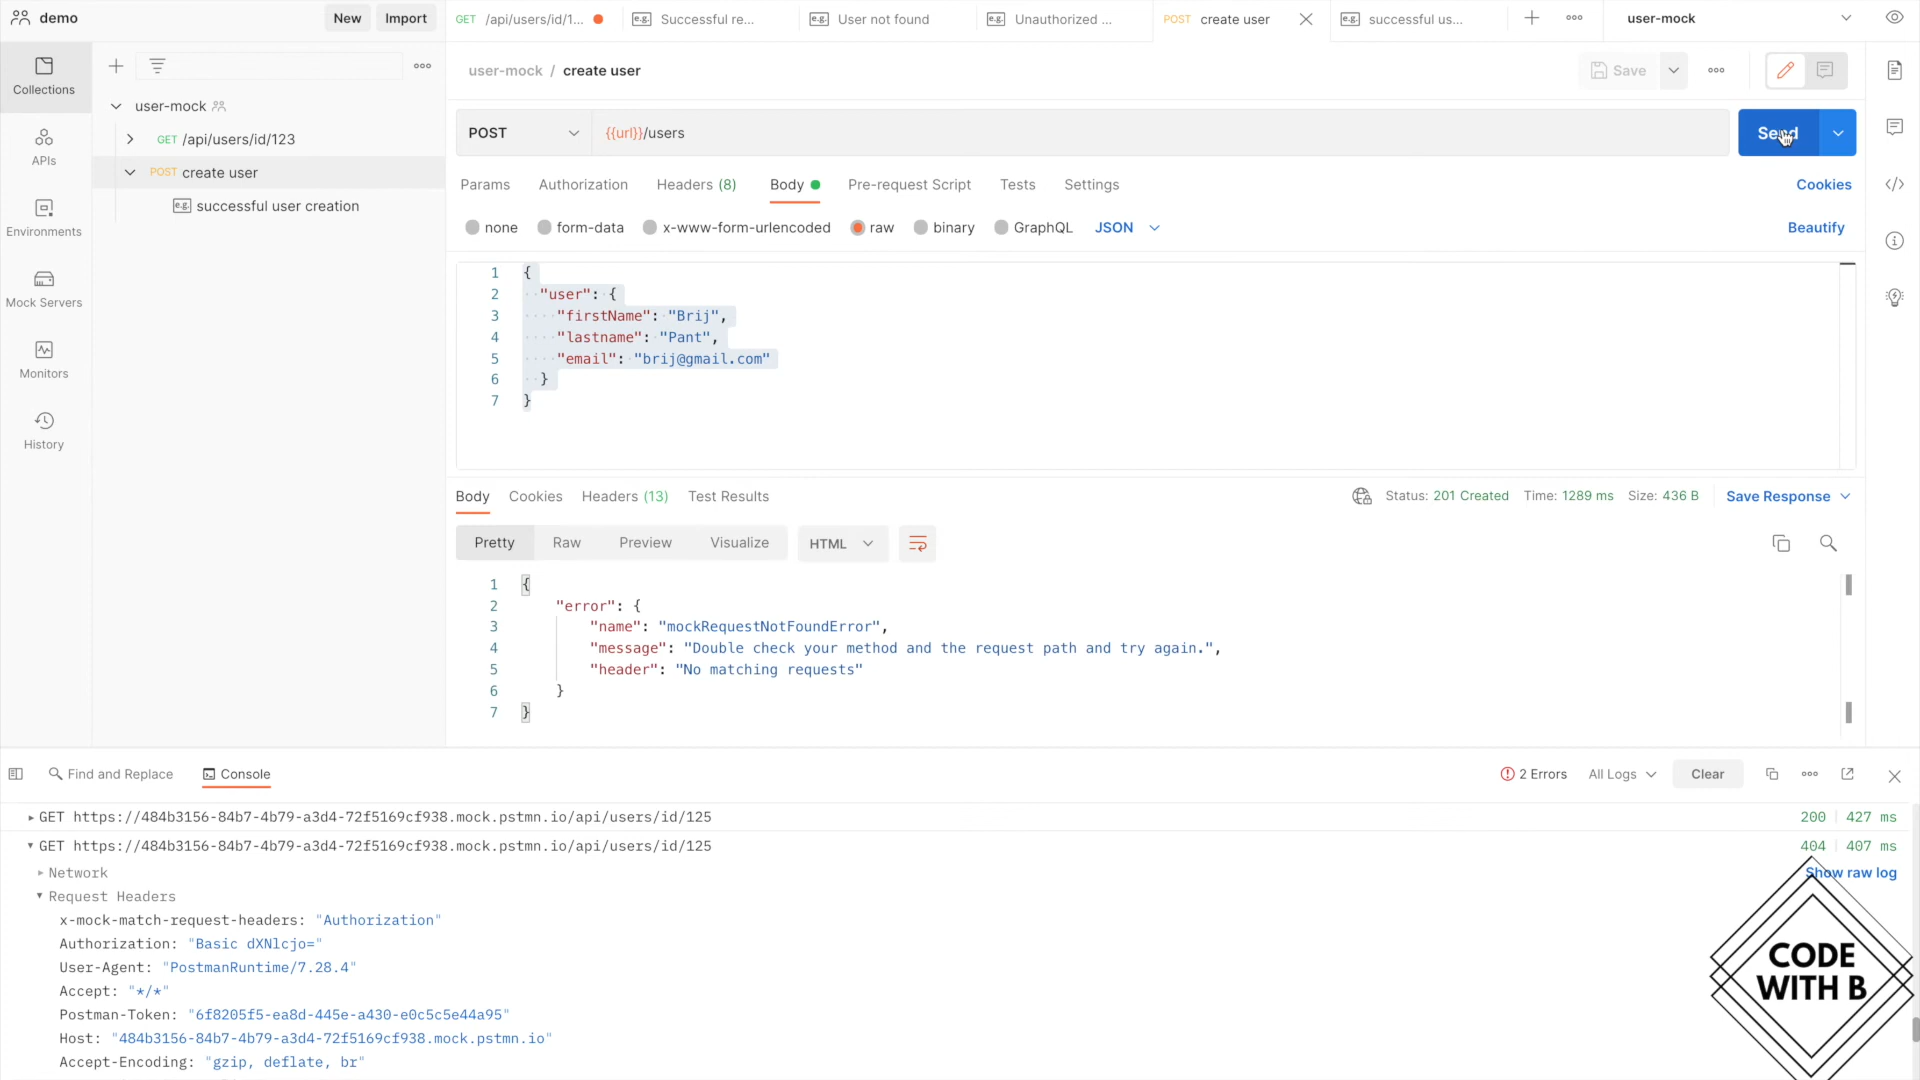 demo
New
Import
GET /api/users/id/1...
e.g. Successful re...
e.g. User not found
e.g. Unauthorized ...
POST create user
e.g. successful us...
user-mock
Collections
APIs
Environments
Mock Servers
Monitors
History
user-mock
GET /api/users/id/123
POST create user
e.g. successful user creation
user-mock / create user
Save
POST
{{url}}/users
Send
Params
Authorization
Headers (8)
Body
Pre-request Script
Tests
Settings
Cookies
none
form-data
x-www-form-urlencoded
raw
binary
GraphQL
JSON
Beautify
1 {
2 "user": {
3 "firstName": "Brij",
4 "lastname": "Pant",
5 "email": "brij@gmail.com"
6 }
7 }
Body
Cookies
Headers (13)
Test Results
Status: 201 Created
Time: 1289 ms
Size: 436 B
Save Response
Pretty
Raw
Preview
Visualize
HTML
1 {
2 "error": {
3 "name": "mockRequestNotFoundError",
4 "message": "Double check your method and the request path and try again.",
5 "header": "No matching requests"
6 }
7 }
Find and Replace
Console
2 Errors
All Logs
Clear
GET https://484b3156-84b7-4b79-a3d4-72f5169cf938.mock.pstmn.io/api/users/id/125
200 | 427 ms
GET https://484b3156-84b7-4b79-a3d4-72f5169cf938.mock.pstmn.io/api/users/id/125
404 | 407 ms
Network
Show raw log
Request Headers
x-mock-match-request-headers: "Authorization"
Authorization: "Basic dXNlcjo="
User-Agent: "PostmanRuntime/7.28.4"
Accept: "*/*"
Postman-Token: "6f8205f5-ea8d-445e-a430-e0c5c5e44a95"
Host: "484b3156-84b7-4b79-a3d4-72f5169cf938.mock.pstmn.io"
Accept-Encoding: "gzip, deflate, br"
CODE
WITH B